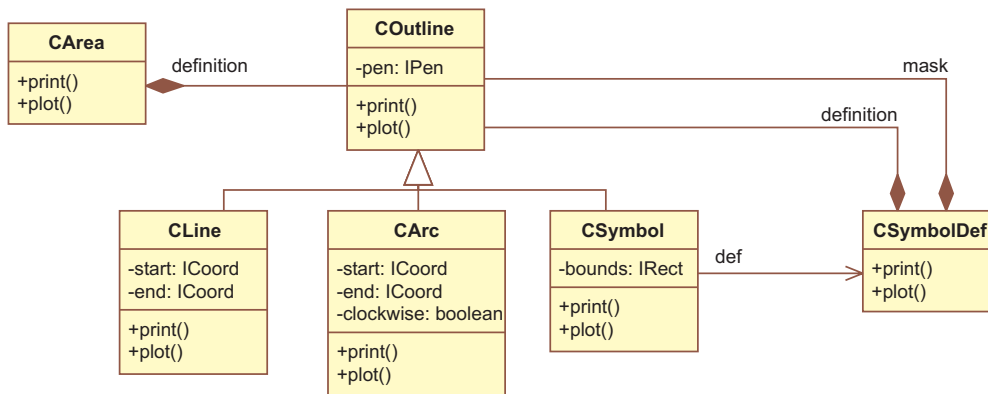 CArea
+print()
+plot()
definition
COutline
-pen: IPen
+print()
+plot()
mask
definition
CLine
-start: ICoord
-end: ICoord
+print()
+plot()
CArc
-start: ICoord
-end: ICoord
-clockwise: boolean
+print()
+plot()
CSymbol
-bounds: IRect
+print()
+plot()
def
CSymbolDef
+print()
+plot()